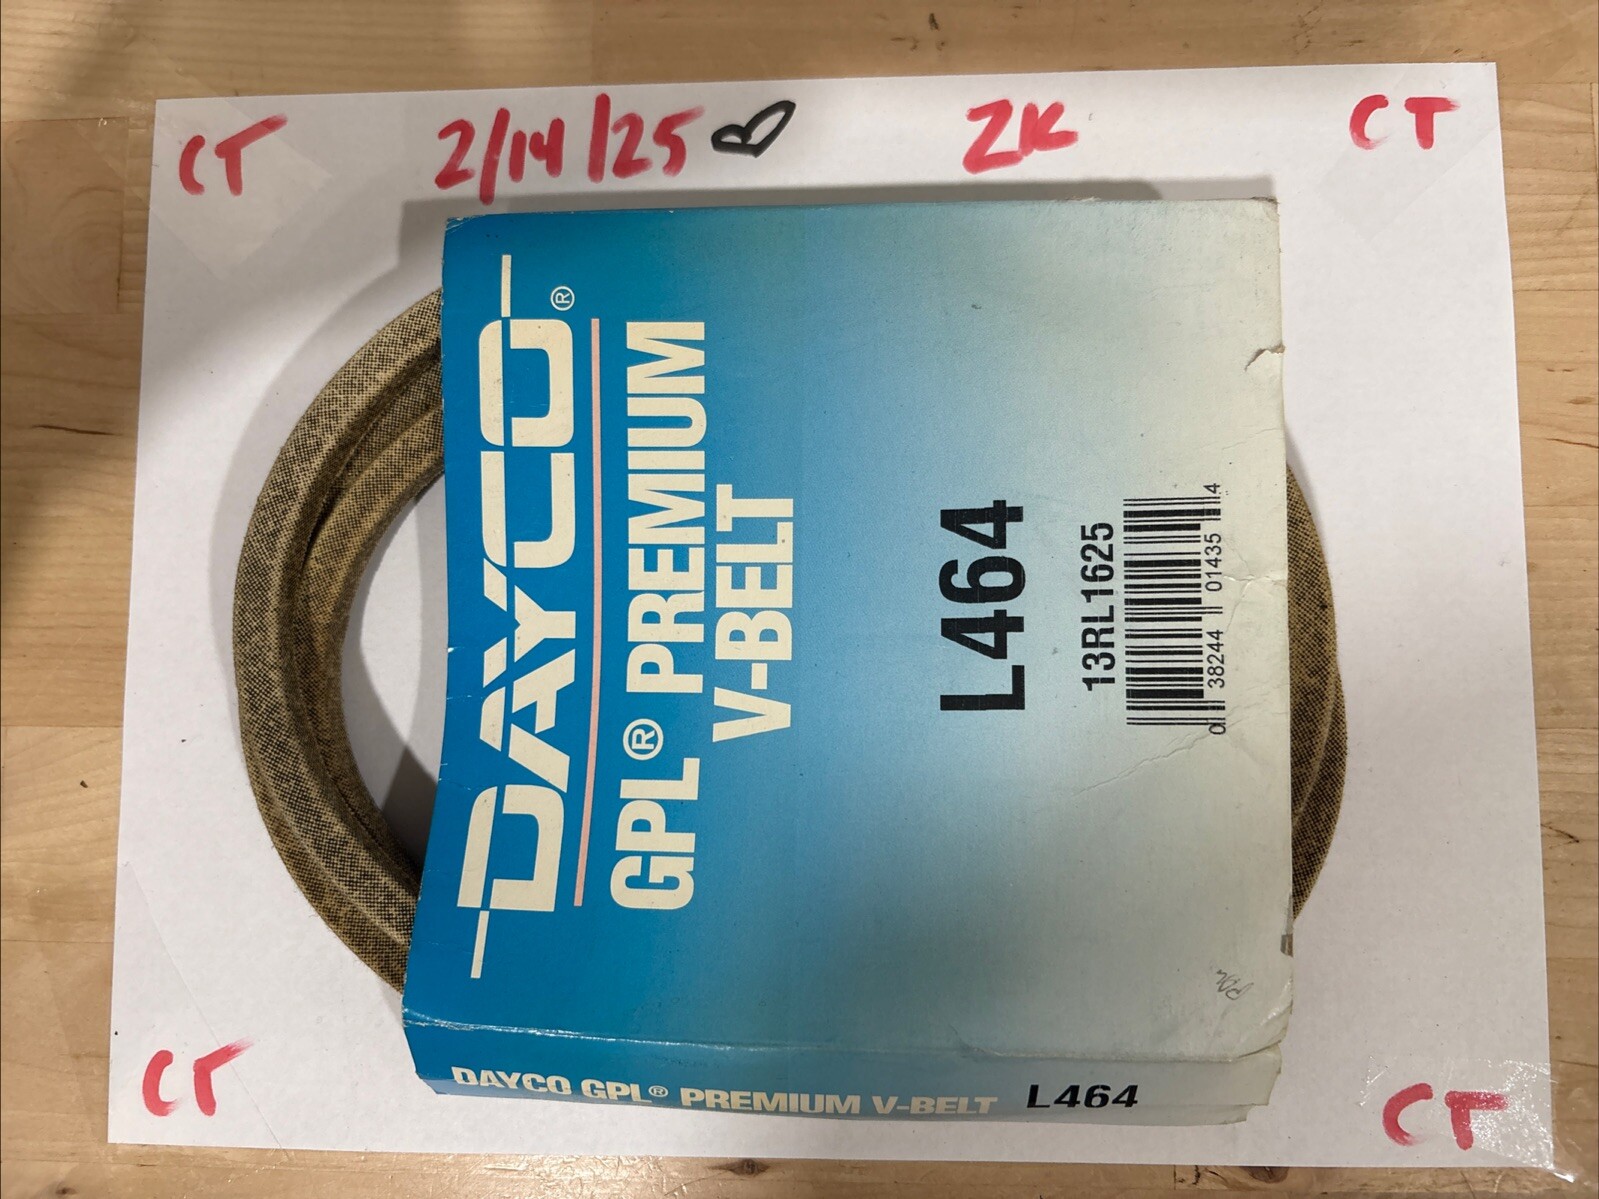 CT 2/14/25 ZK CT
DAYCO®
GPL® PREMIUM
V-BELT
L464
13RL1625
0 38244 01435 4
DAYCO GPL® PREMIUM V-BELT L464
CT CT